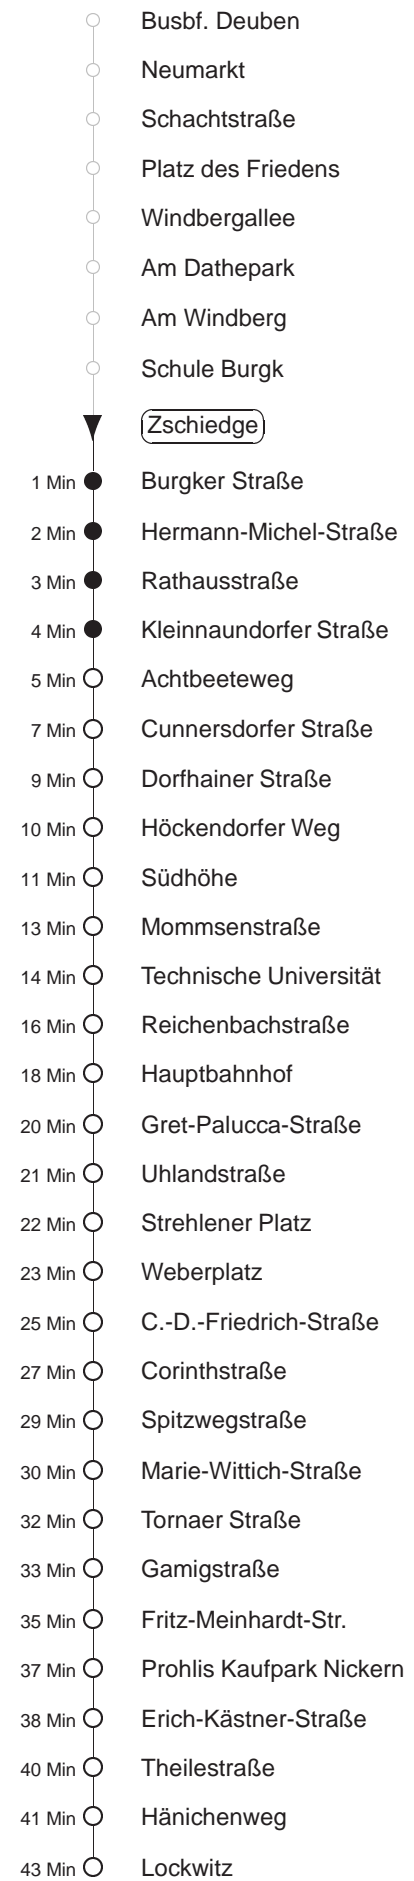 Busbf. Deuben
Neumarkt
Schachtstraße
Platz des Friedens
Windbergallee
Am Dathepark
Am Windberg
Schule Burgk
Zschiedge
1 Min Burgker Straße
2 Min Hermann-Michel-Straße
3 Min Rathausstraße
4 Min Kleinnaundorfer Straße
5 Min Achtbeeteweg
7 Min Cunnersdorfer Straße
9 Min Dorfhainer Straße
10 Min Höckendorfer Weg
11 Min Südhöhe
13 Min Mommsenstraße
14 Min Technische Universität
16 Min Reichenbachstraße
18 Min Hauptbahnhof
20 Min Gret-Palucca-Straße
21 Min Uhlandstraße
22 Min Strehlener Platz
23 Min Weberplatz
25 Min C.-D.-Friedrich-Straße
27 Min Corinthstraße
29 Min Spitzwegstraße
30 Min Marie-Wittich-Straße
32 Min Tornaer Straße
33 Min Gamigstraße
35 Min Fritz-Meinhardt-Str.
37 Min Prohlis Kaufpark Nickern
38 Min Erich-Kästner-Straße
40 Min Theilestraße
41 Min Hänichenweg
43 Min Lockwitz